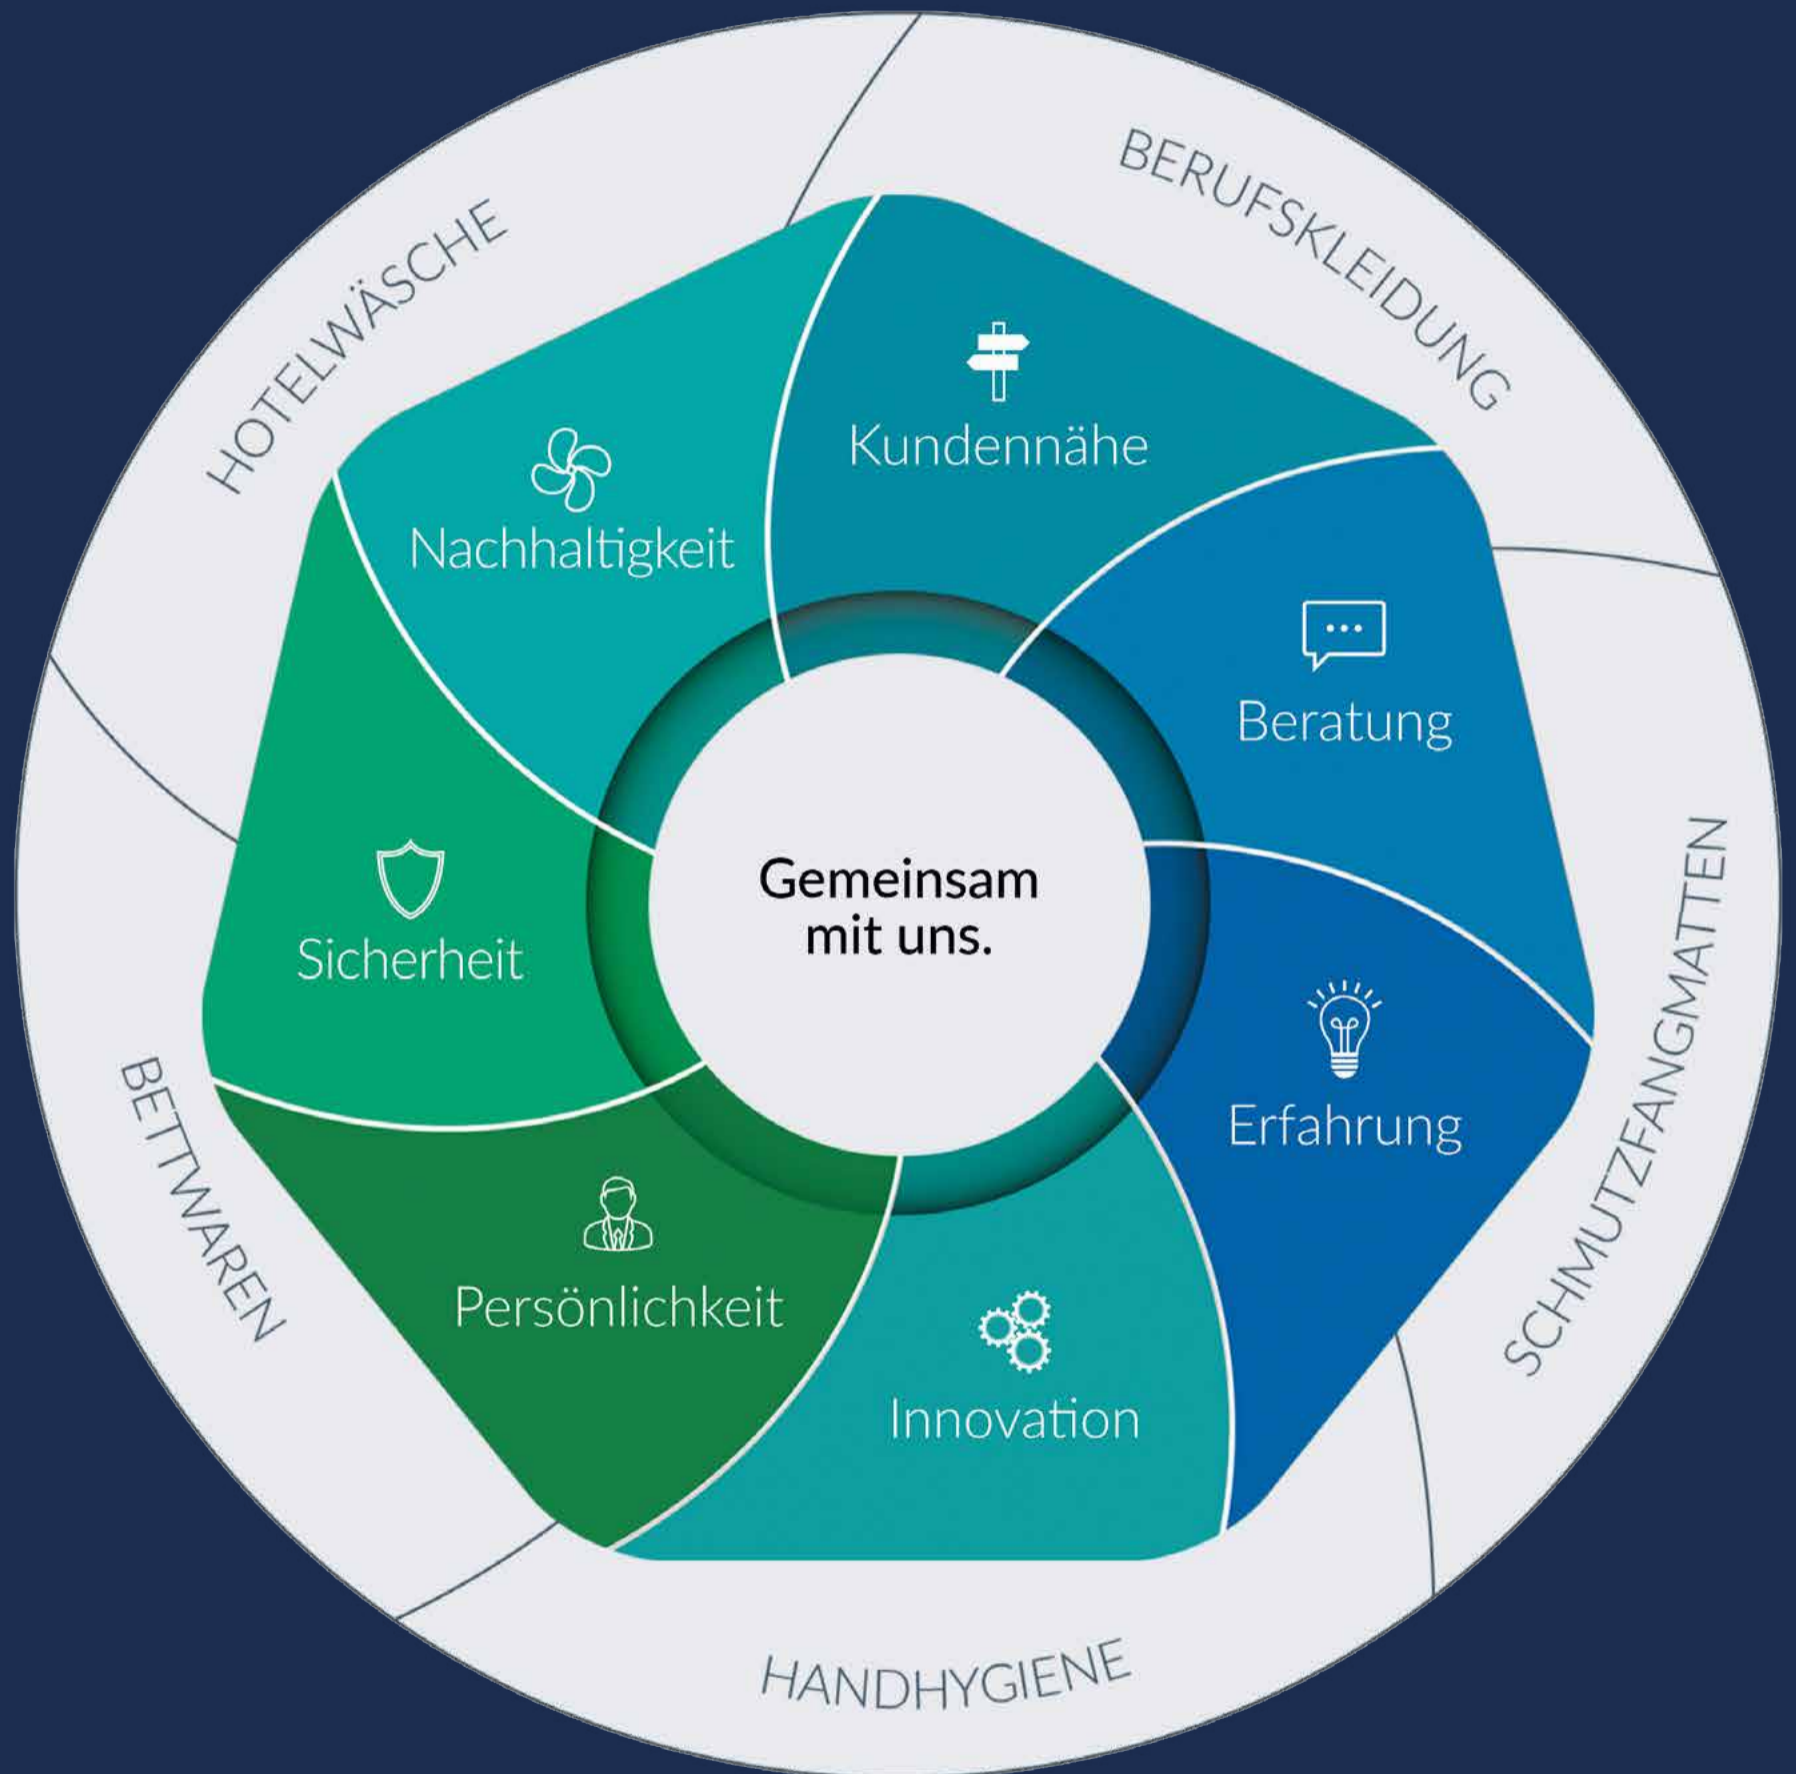 HOTELWÄSCHE
BERUFSKLEIDUNG
SCHMUTZFANGMATTEN
HANDHYGIENE
BETTWAREN
Kundennähe
Beratung
Erfahrung
Innovation
Persönlichkeit
Sicherheit
Nachhaltigkeit
Gemeinsam
mit uns.